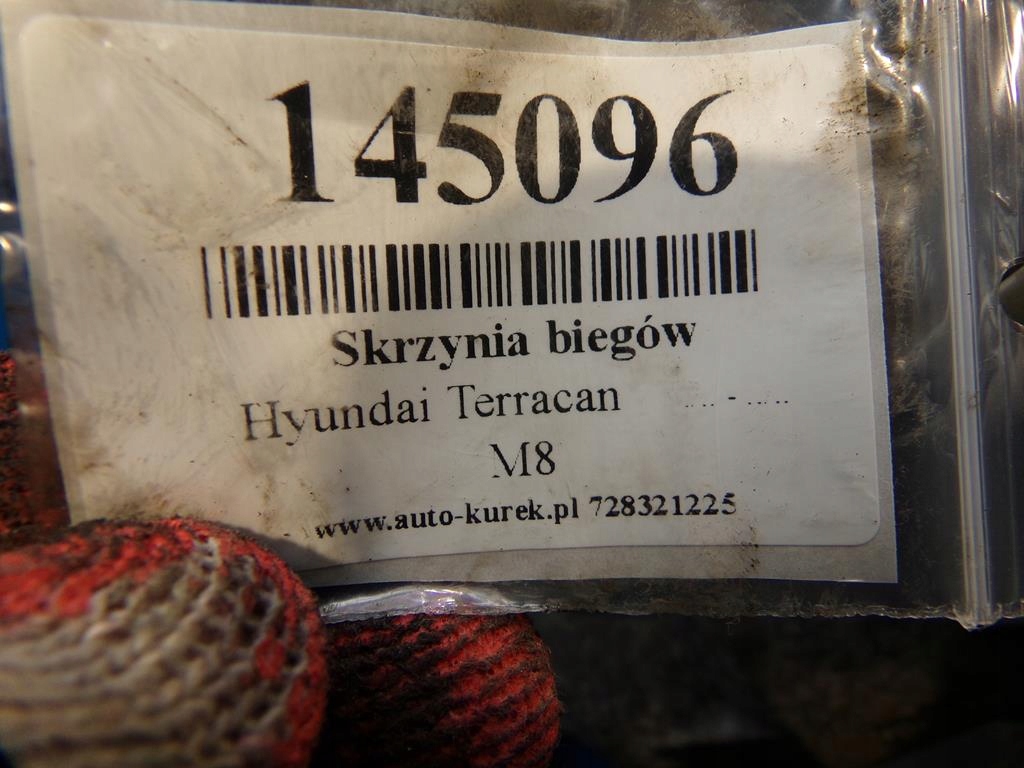 145096
Skrzynia biegów
Hyundai Terracan
M8
www.auto-kurek.pl 728321225